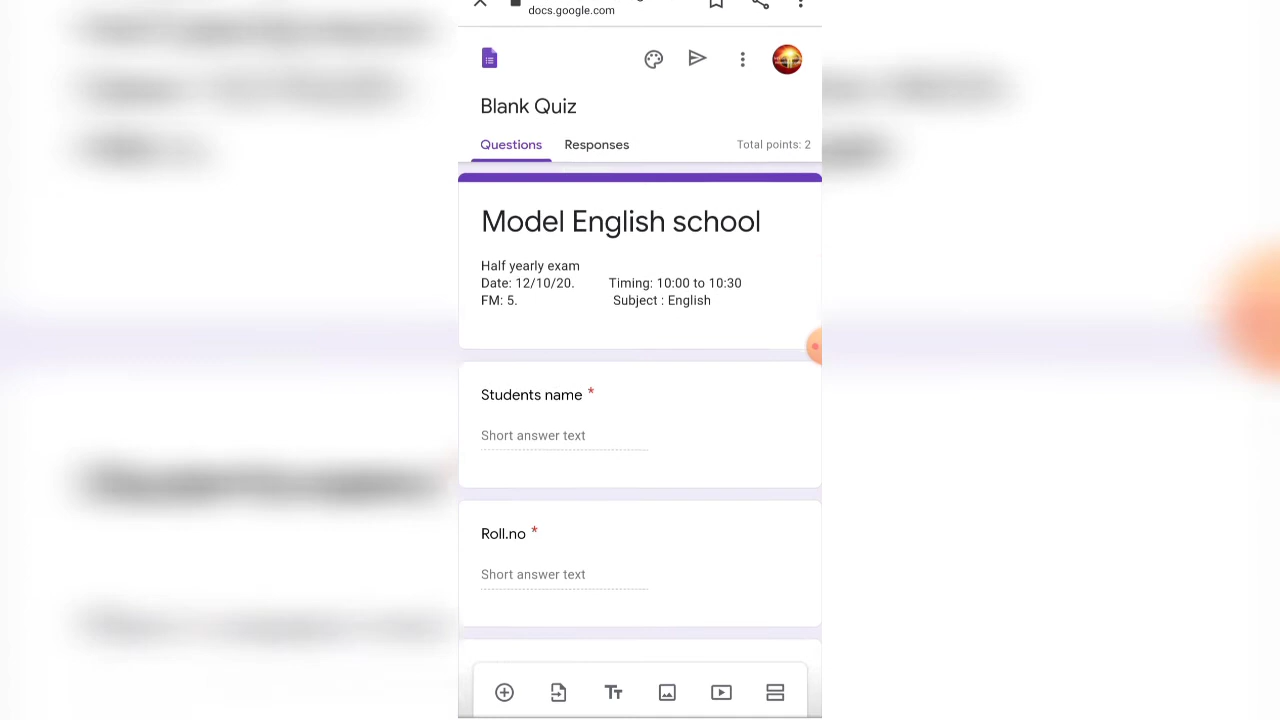 docs.google.com
Blank Quiz
Questions Responses Total points: 2
Model English school
Half yearly exam
Date: 12/10/20. Timing: 10:00 to 10:30
FM: 5. Subject : English
Students name *
Short answer text
Roll.no *
Short answer text
Tт